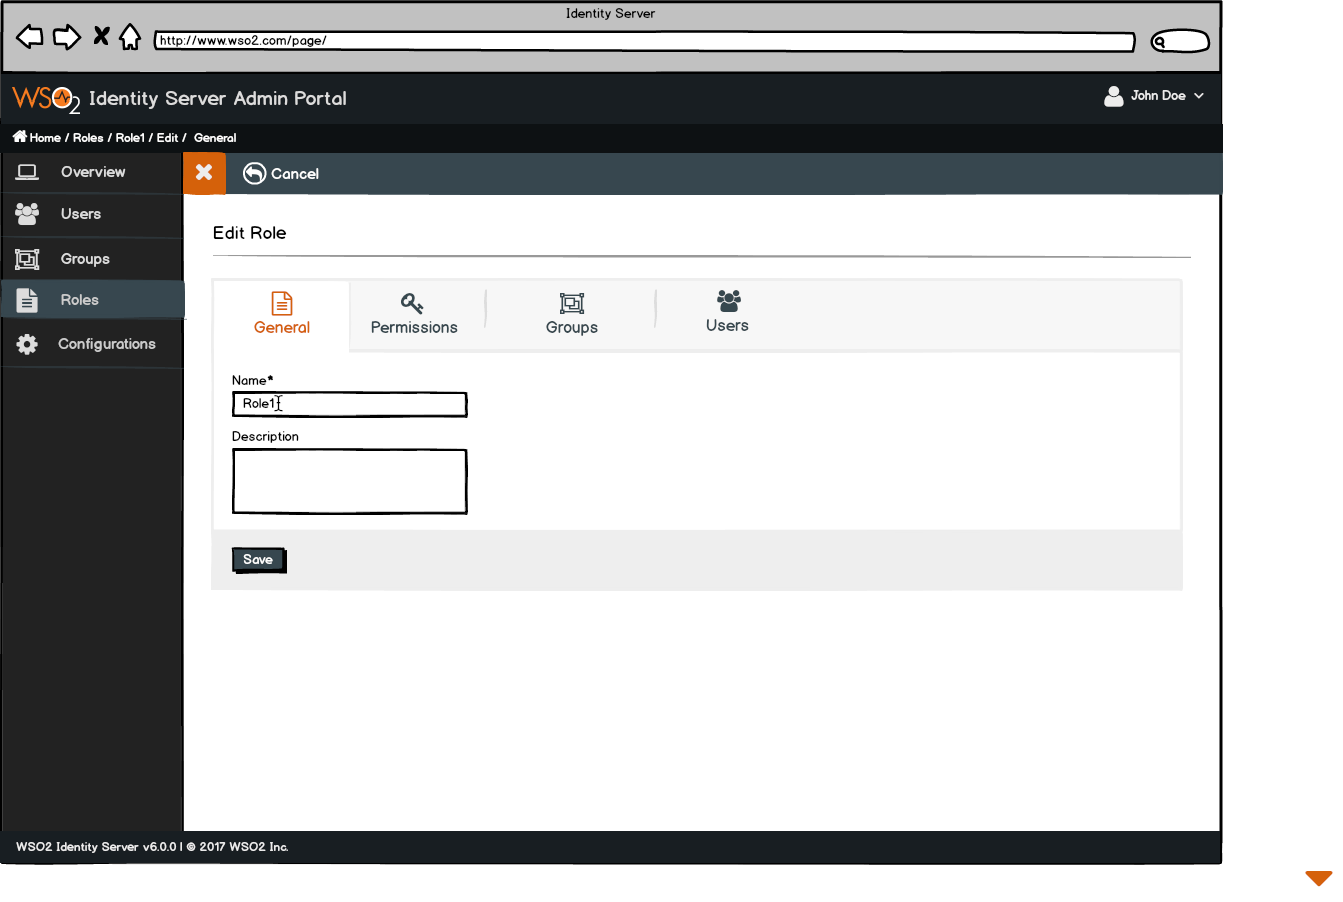 Identity Server
http://www.wso2.com/page/
WSO2 Identity Server Admin Portal
John Doe
Home / Roles / Role1 / Edit / General
Overview
Users
Groups
Roles
Configurations
Cancel
Edit Role
General
Permissions
Groups
Users
Name*
Role1
Description
Save
WSO2 Identity Server v6.0.0 | © 2017 WSO2 Inc.